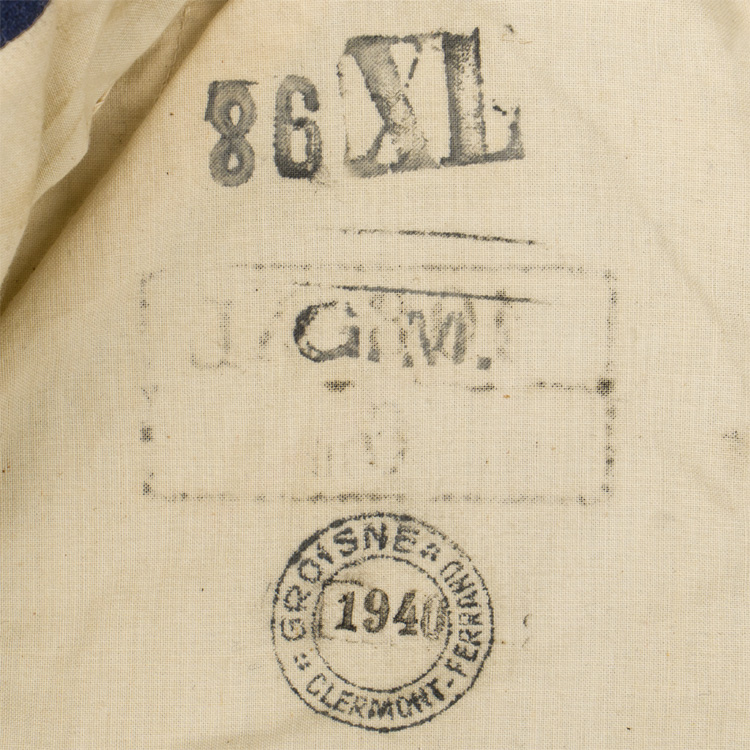 86 XL
G.M.
GROISNE
1940
CLERMONT-FERRAND